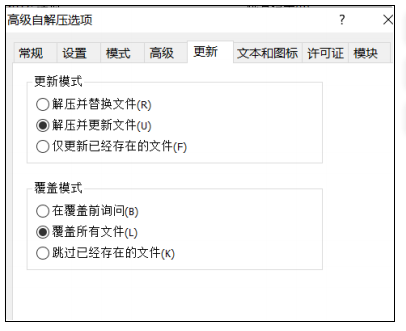 高级自解压选项 ?
常规 设置 模式 高级 更新 文本和图标 许可证 模块
更新模式
解压并替换文件(R)
解压并更新文件(U)
仅更新已经存在的文件(F)
覆盖模式
在覆盖前询问(B)
覆盖所有文件(L)
跳过已经存在的文件(K)